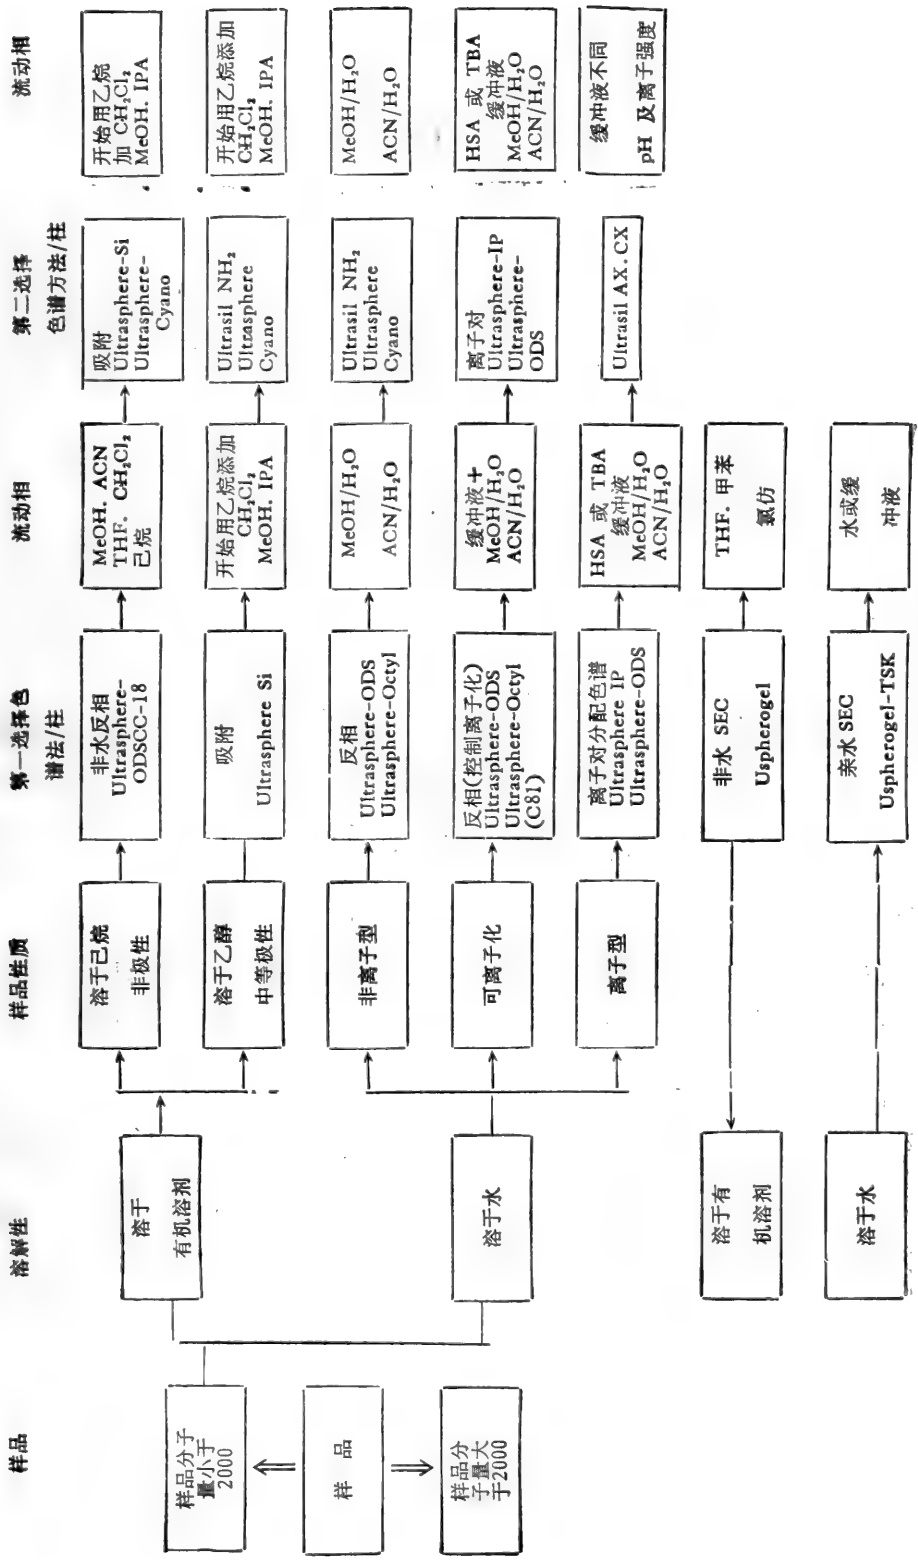 样品
溶解性
样品性质
第一选择色
谱法/柱
流动相
第二选择
色谱方法/柱
流动相
样品分子
量小于
2000
样 品
样品分
子量大
于2000
溶于
有机溶剂
溶于水
溶于有
机溶剂
溶于水
溶于己烷
非极性
非水反相
Ultrasphere-
ODSCC-18
MeOH. ACN
THF. CH₂Cl₂
己烷
吸附
Ultrasphere-Si
Ultrasphere-
Cyano
开始用乙烷
加 CH₂Cl₂
MeOH. IPA
溶于乙醇
中等极性
吸附
Ultrasphere Si
开始用乙烷添加
CH₂Cl₂
MeOH. IPA
Ultrasil NH₂
Ultrasphere
Cyano
开始用乙烷添加
CH₂Cl₂
MeOH. IPA
非离子型
反相
Ultrasphere-ODS
Ultrasphere-Octyl
MeOH/H₂O
ACN/H₂O
Ultrasil NH₂
Ultrasphere
Cyano
MeOH/H₂O
ACN/H₂O
可离子化
反相(控制离子化)
Ultrasphere-ODS
Ultrasphere-Octyl
(C81)
缓冲液+
MeOH/H₂O
ACN/H₂O
离子对
Ultrasphere-IP
Ultrasphere-
ODS
HSA 或 TBA
缓冲液
MeOH/H₂O
ACN/H₂O
离子型
离子对分配色谱
Ultrasphere IP
Ultrasphere-ODS
HSA 或 TBA
缓冲液
MeOH/H₂O
ACN/H₂O
Ultrasil AX.CX
缓冲液不同
pH 及离子强度
非水 SEC
Uspherogel
THF. 甲苯
氯仿
亲水 SEC
Uspherogel-TSK
水或缓
冲液